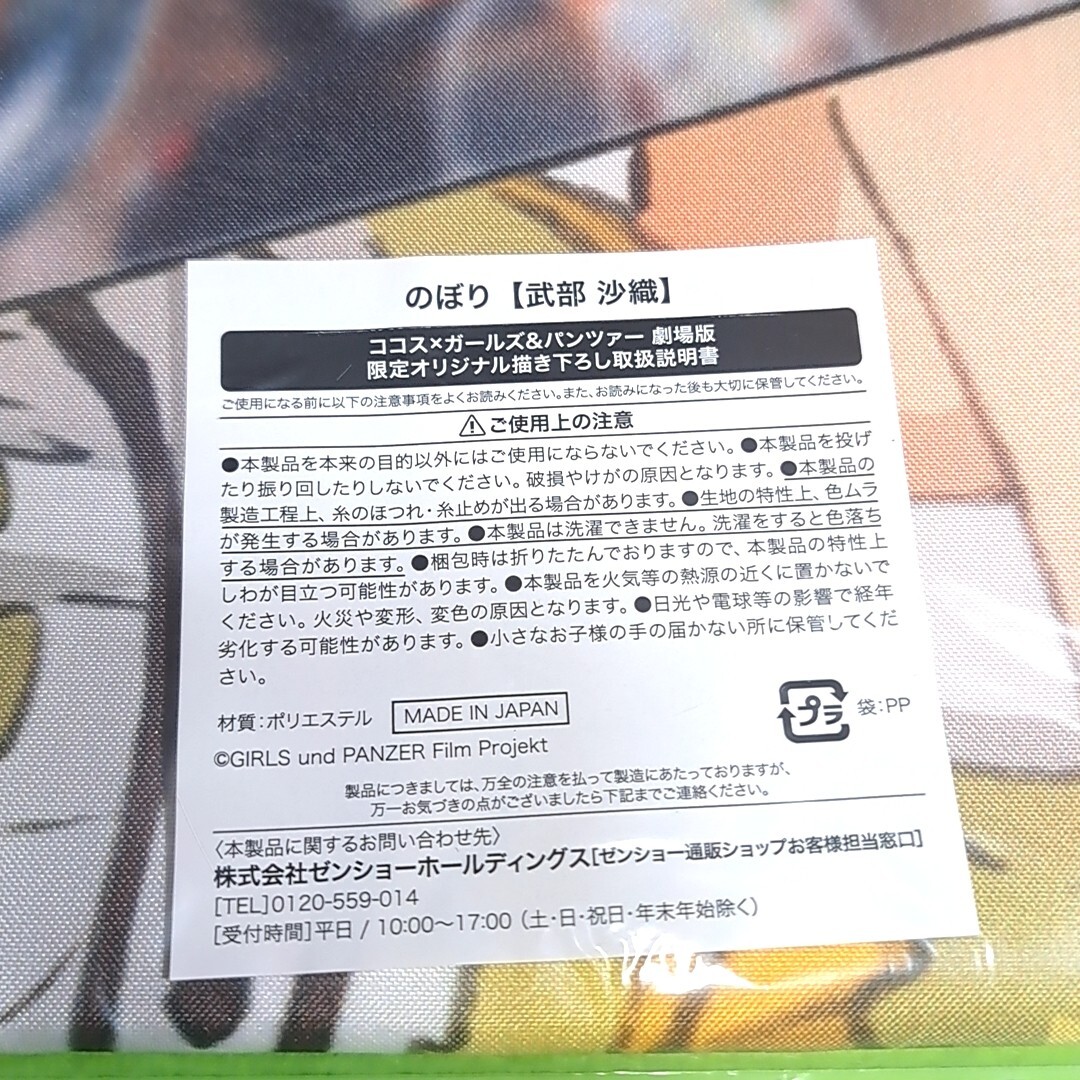 のぼり【武部 沙織】
ココス×ガールズ&パンツァー 劇場版
限定オリジナル描き下ろし取扱説明書
ご使用になる前に以下の注意事項をよくお読みください。また、お読みになった後も大切に保管してください。
⚠ご使用上の注意
●本製品を本来の目的以外にはご使用にならないでください。●本製品を投げ
たり振り回したりしないでください。破損やけがの原因となります。●本製品の
製造工程上、糸のほつれ・糸止めが出る場合があります。●生地の特性上、色ムラ
が発生する場合があります。●本製品は洗濯できません。洗濯をすると色落ち
する場合があります。●梱包時は折りたたんでおりますので、本製品の特性上
しわが目立つ可能性があります。●本製品を火気等の熱源の近くに置かないで
ください。火災や変形、変色の原因となります。●日光や電球等の影響で経年
劣化する可能性があります。●小さなお子様の手の届かない所に保管してくだ
さい。
材質：ポリエステル MADE IN JAPAN プラ 袋：PP
©GIRLS und PANZER Film Projekt
製品につきましては、万全の注意を払って製造にあたっておりますが、
万一お気づきの点がございましたら下記までご連絡ください。
〈本製品に関するお問い合わせ先〉
株式会社ゼンショーホールディングス[ゼンショー通販ショップお客様担当窓口]
[TEL]0120-559-014
[受付時間]平日 / 10:00～17:00（土・日・祝日・年末年始除く）